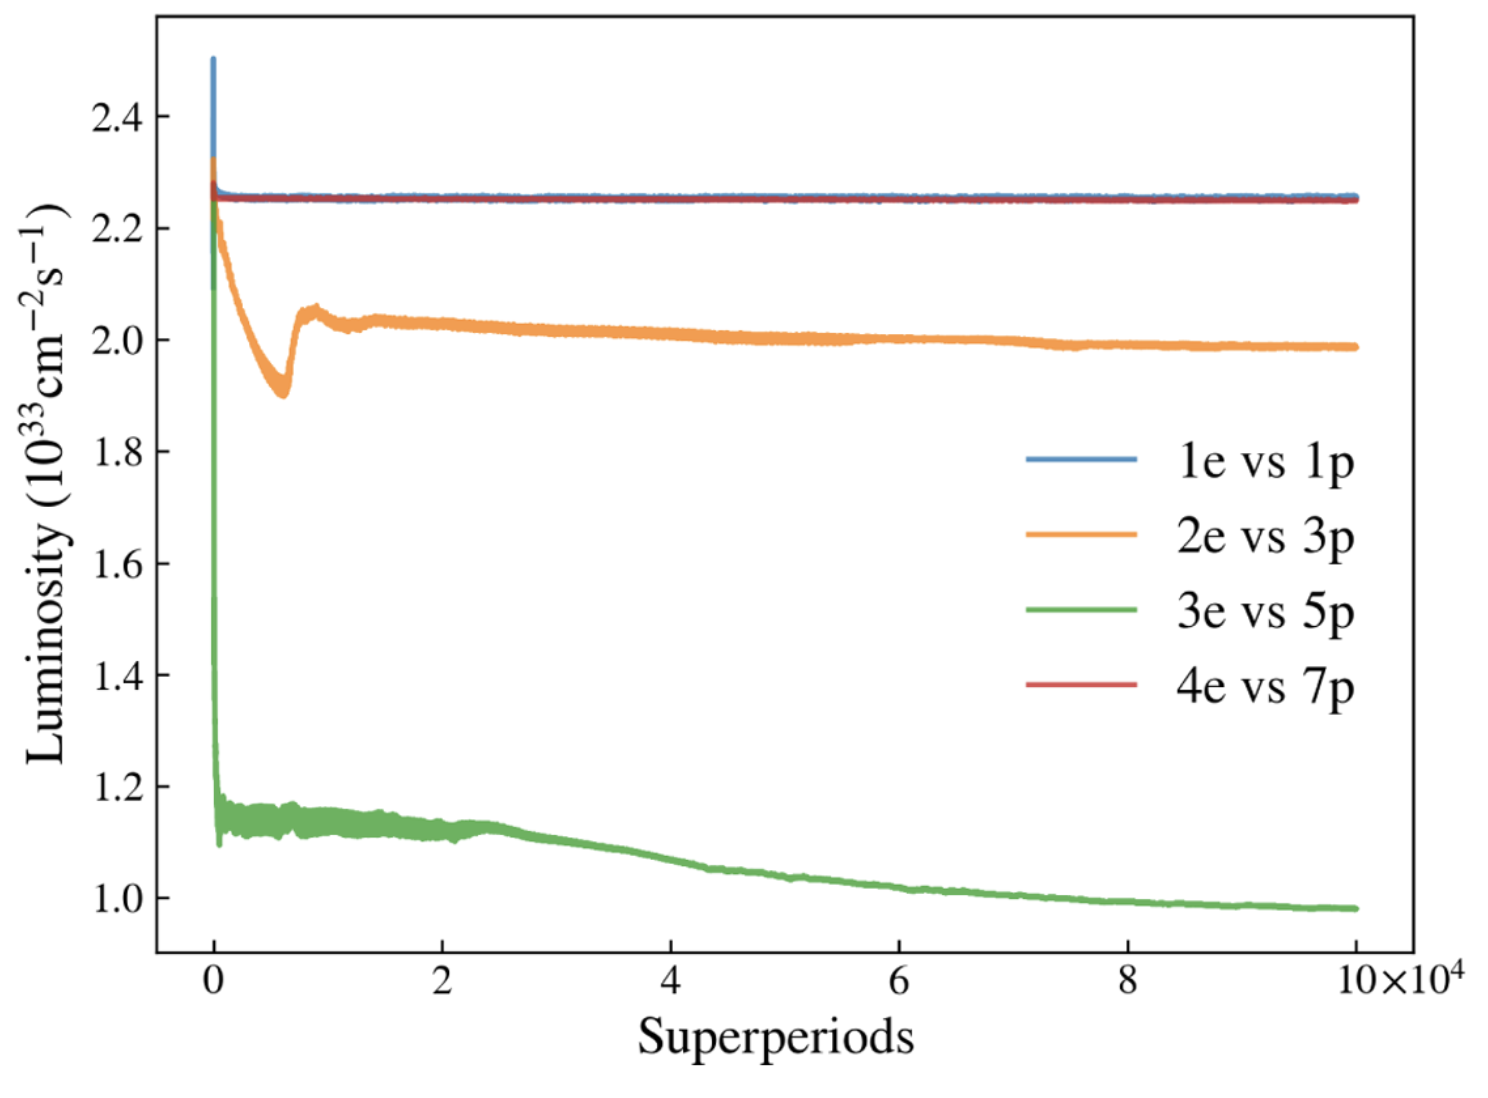 2.4
2.2
2.0
1.8
1.6
1.4
1.2
1.0
Luminosity (10³³cm⁻²s⁻¹)
1e vs 1p
2e vs 3p
3e vs 5p
4e vs 7p
0 2 4 6 8 10×10⁴
Superperiods